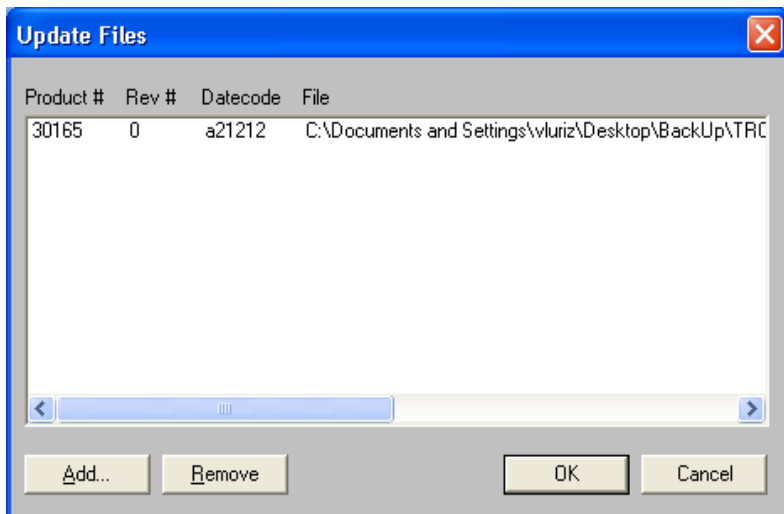 Update Files
Product # Rev # Datecode File
30165 0 a21212 C:\Documents and Settings\vluriz\Desktop\BackUp\TRC
Add... Remove OK Cancel